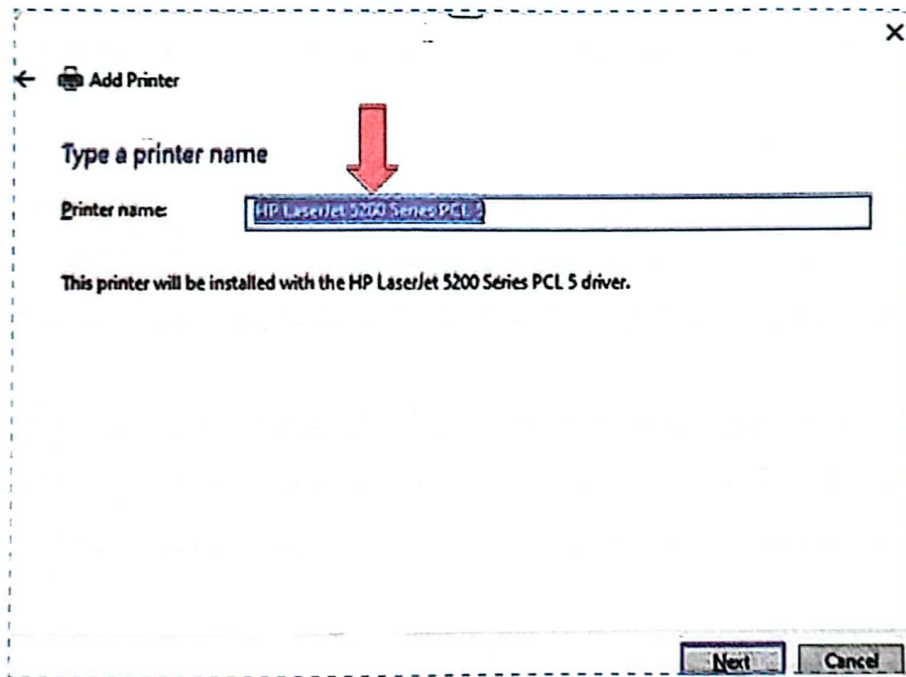 Add Printer
Type a printer name
Printer name: HP LaserJet 5200 Series PCL 5
This printer will be installed with the HP LaserJet 5200 Series PCL 5 driver.
Next Cancel